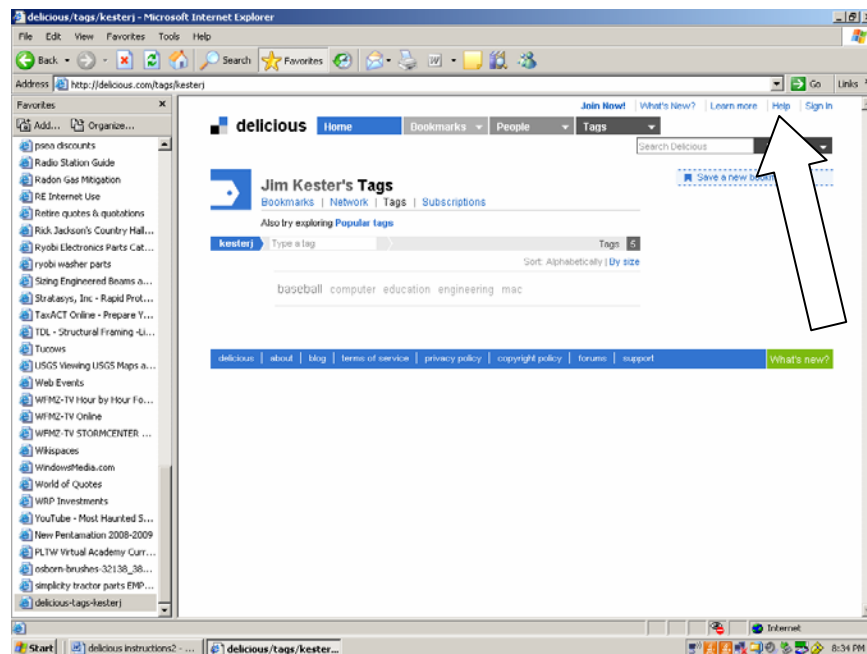 delicious/tags/kesterj - Microsoft Internet Explorer
File Edit View Favorites Tools Help
Back Search Favorites
Address http://delicious.com/tags/kesterj Go Links
Favorites x
Add... Organize...
Join Now! What's New? Learn more Help Sign In
delicious Home Bookmarks People Tags
Search Delicious
psea discounts
Radio Station Guide
Radon Gas Mitigation
RE Internet Use
Retire quotes & quotations
Rick Jackson's Country Hall...
Ryobi Electronics Parts Cat...
ryobi washer parts
Sizing Engineered Beams a...
Stratasys, Inc - Rapid Prot...
TaxACT Online - Prepare Y...
TDL - Structural Framing -Li...
Tucows
USGS Viewing USGS Maps a...
Web Events
WFMZ-TV Hour by Hour Fo...
WFMZ-TV Online
WFMZ-TV STORMCENTER ...
Wikispaces
WindowsMedia.com
World of Quotes
WRP Investments
YouTube - Most Haunted S...
New Pentamation 2008-2009
PLTW Virtual Academy Curr...
osborn-brushes-32138_38...
simplicity tractor parts EMP...
delicious-tags-kesterj
Save a new bookm
Jim Kester's Tags
Bookmarks | Network | Tags | Subscriptions
Also try exploring Popular tags
kesterj Type a tag Tags 5
Sort: Alphabetically | By size
baseball computer education engineering mac
delicious | about | blog | terms of service | privacy policy | copyright policy | forums | support What's new?
Internet
Start delicious instructions2 - ... delicious/tags/kester... 8:34 PM